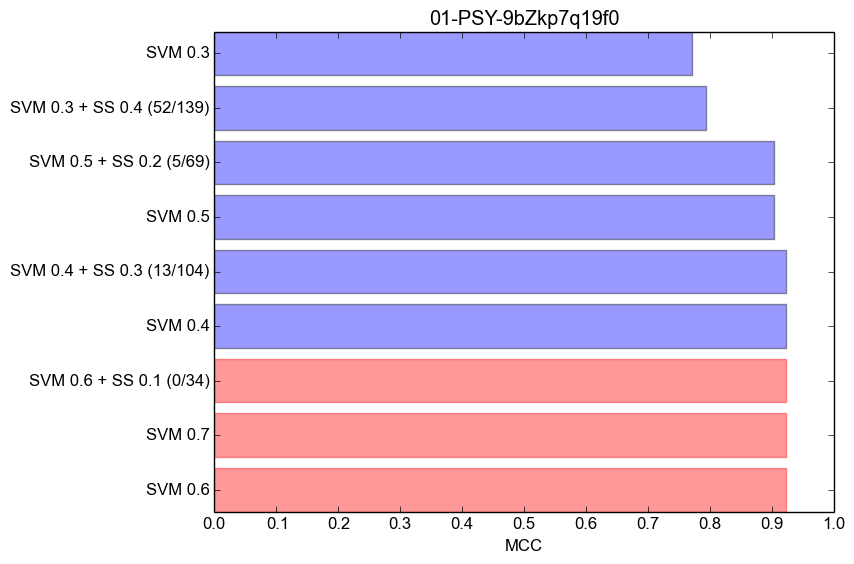 01-PSY-9bZkp7q19f0
SVM 0.3
SVM 0.3 + SS 0.4 (52/139)
SVM 0.5 + SS 0.2 (5/69)
SVM 0.5
SVM 0.4 + SS 0.3 (13/104)
SVM 0.4
SVM 0.6 + SS 0.1 (0/34)
SVM 0.7
SVM 0.6
0.0 0.1 0.2 0.3 0.4 0.5 0.6 0.7 0.8 0.9 1.0
MCC